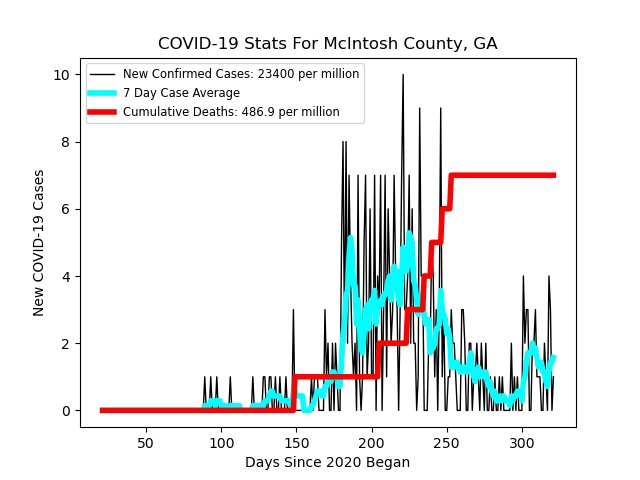 COVID-19 Stats For McIntosh County, GA
New Confirmed Cases: 23400 per million
7 Day Case Average
Cumulative Deaths: 486.9 per million
New COVID-19 Cases
10
8
6
4
2
0
50 100 150 200 250 300
Days Since 2020 Began